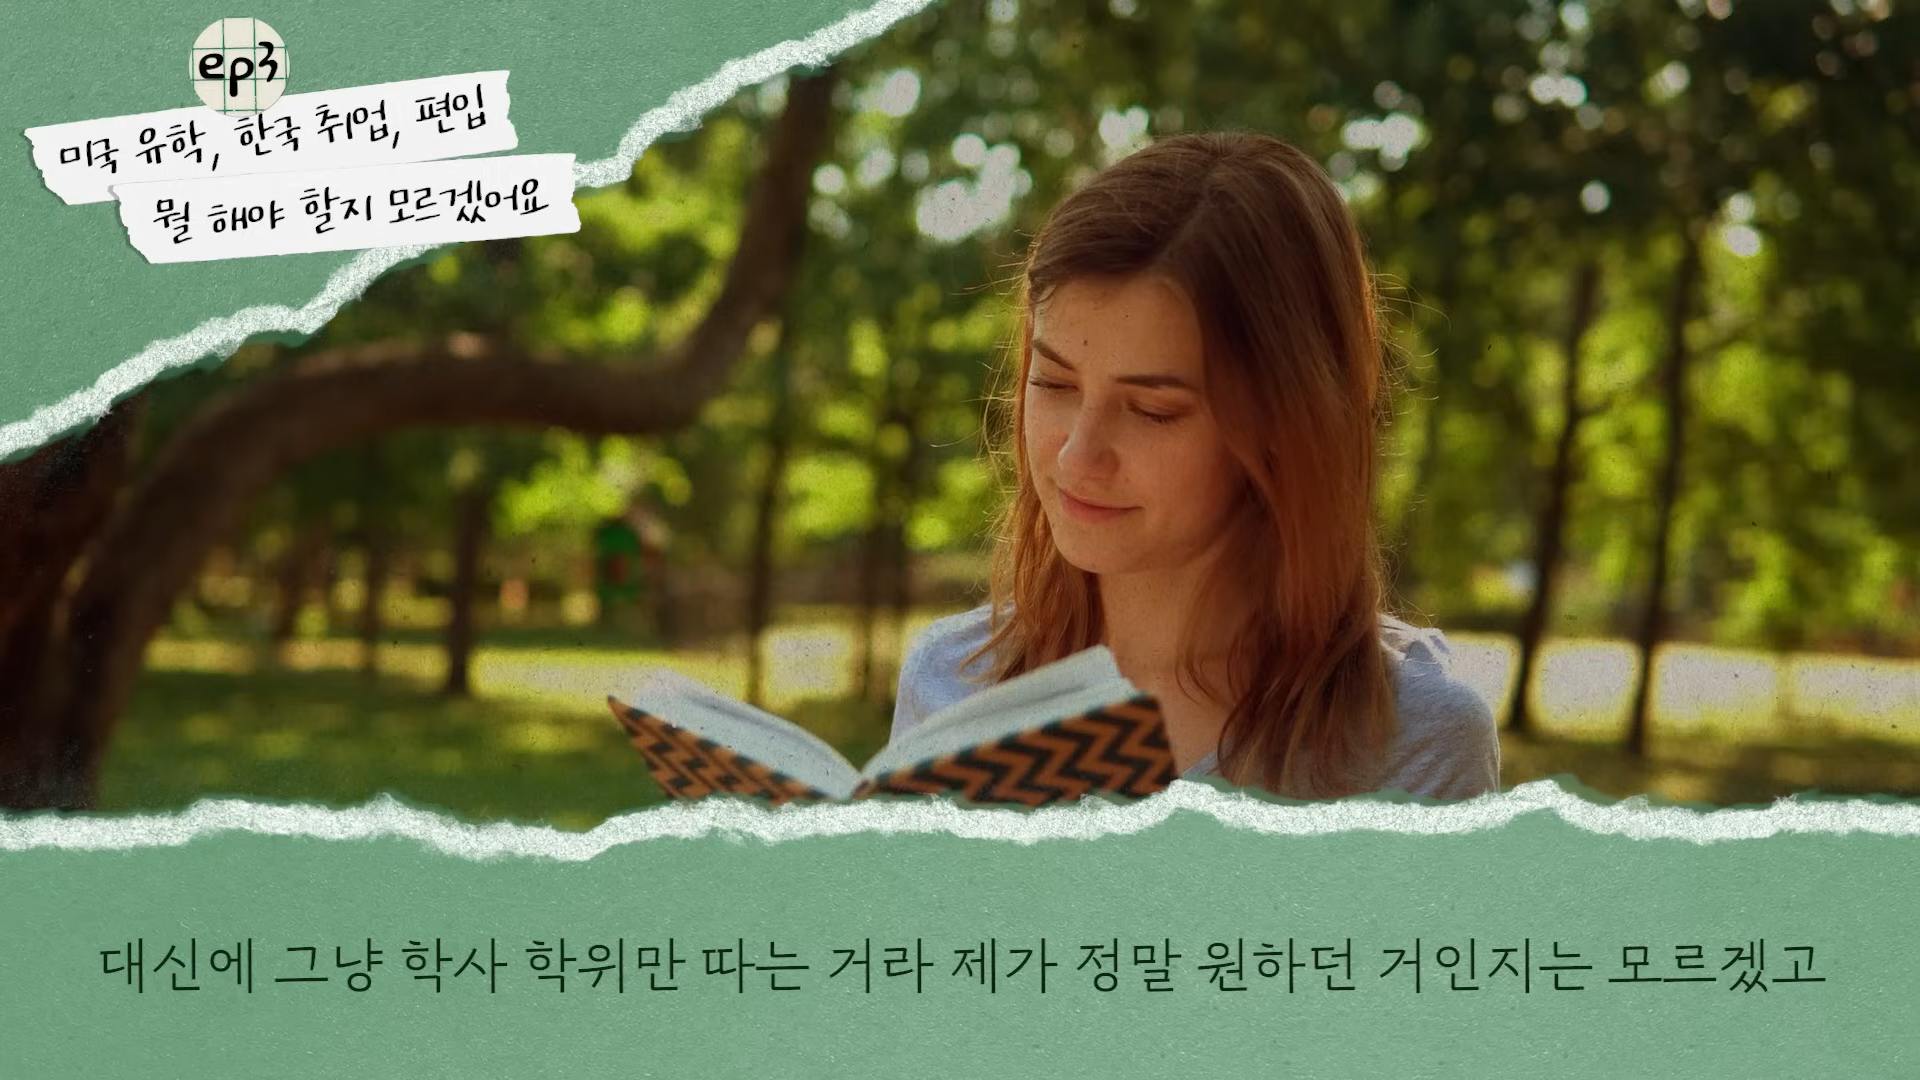 ep3
미국 유학, 한국 취업, 편입
뭘 해야 할지 모르겠어요
대신에 그냥 학사 학위만 따는 거라 제가 정말 원하던 거인지는 모르겠고